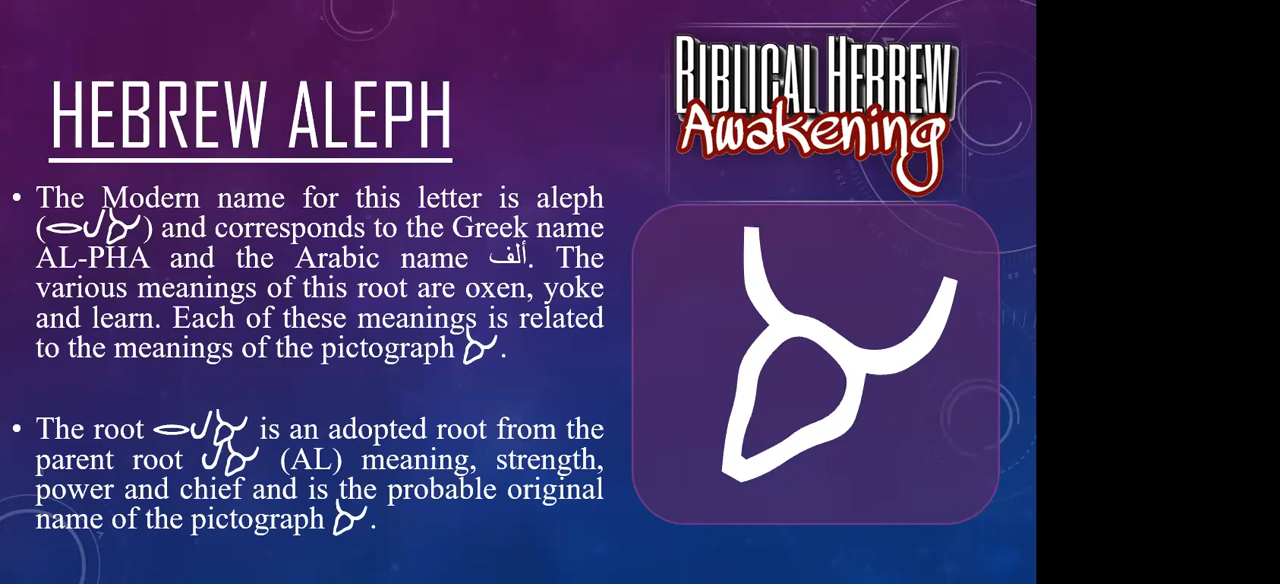 HEBREW ALEPH
BIBLICAL HEBREW
Awakening
• The Modern name for this letter is aleph
() and corresponds to the Greek name
AL-PHA and the Arabic name ألف. The
various meanings of this root are oxen, yoke
and learn. Each of these meanings is related
to the meanings of the pictograph .
• The root is an adopted root from the
parent root (AL) meaning, strength,
power and chief and is the probable original
name of the pictograph .